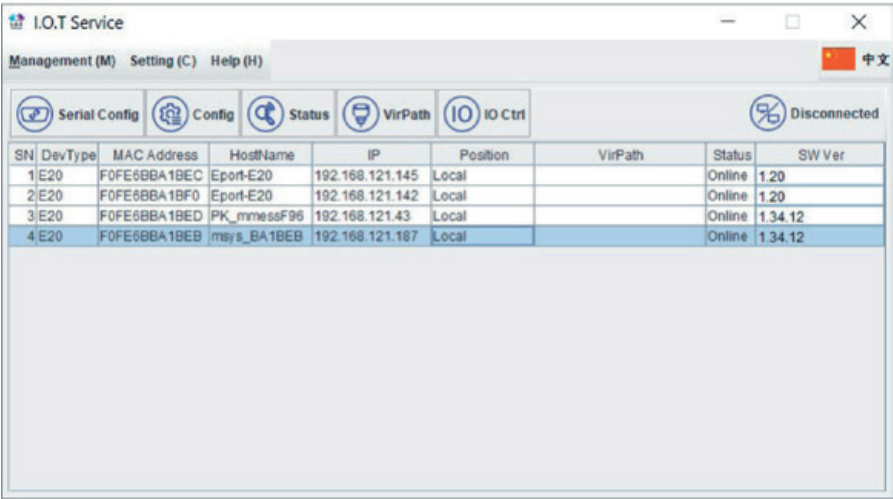 I.O.T Service
Management (M) Setting (C) Help (H) 中文
Serial Config Config Status VirPath IO IO Ctrl Disconnected
SN DevType MAC Address HostName IP Position VirPath Status SW Ver
1 E20 F0FE6BBA1BEC Eport-E20 192.168.121.145 Local Online 1.20
2 E20 F0FE6BBA1BF0 Eport-E20 192.168.121.142 Local Online 1.20
3 E20 F0FE6BBA1BED PK_mmessF96 192.168.121.43 Local Online 1.34.12
4 E20 F0FE6BBA1BEB msys_BA1BEB 192.168.121.187 Local Online 1.34.12